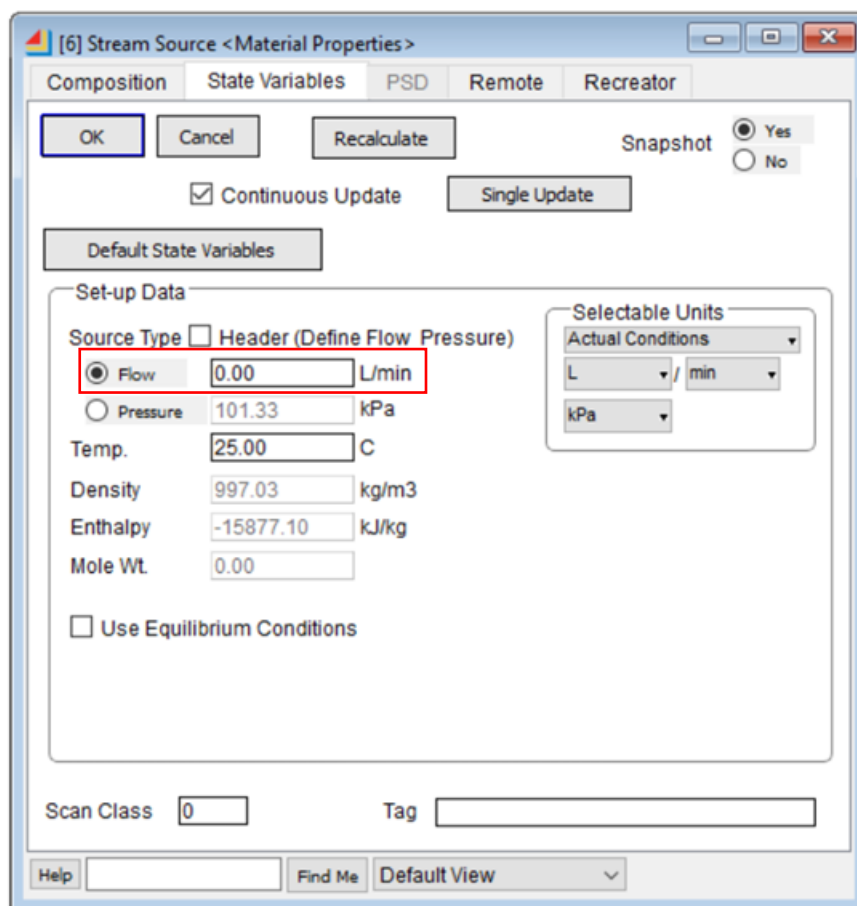 [6] Stream Source <Material Properties>
Composition State Variables PSD Remote Recreator
OK Cancel Recalculate Snapshot Yes
No
Continuous Update Single Update
Default State Variables
Set-up Data
Selectable Units
Source Type Header (Define Flow Pressure)
Actual Conditions
Flow 0.00 L/min
L / min
Pressure 101.33 kPa
kPa
Temp. 25.00 C
Density 997.03 kg/m3
Enthalpy -15877.10 kJ/kg
Mole Wt. 0.00
Use Equilibrium Conditions
Scan Class 0 Tag
Help Find Me Default View